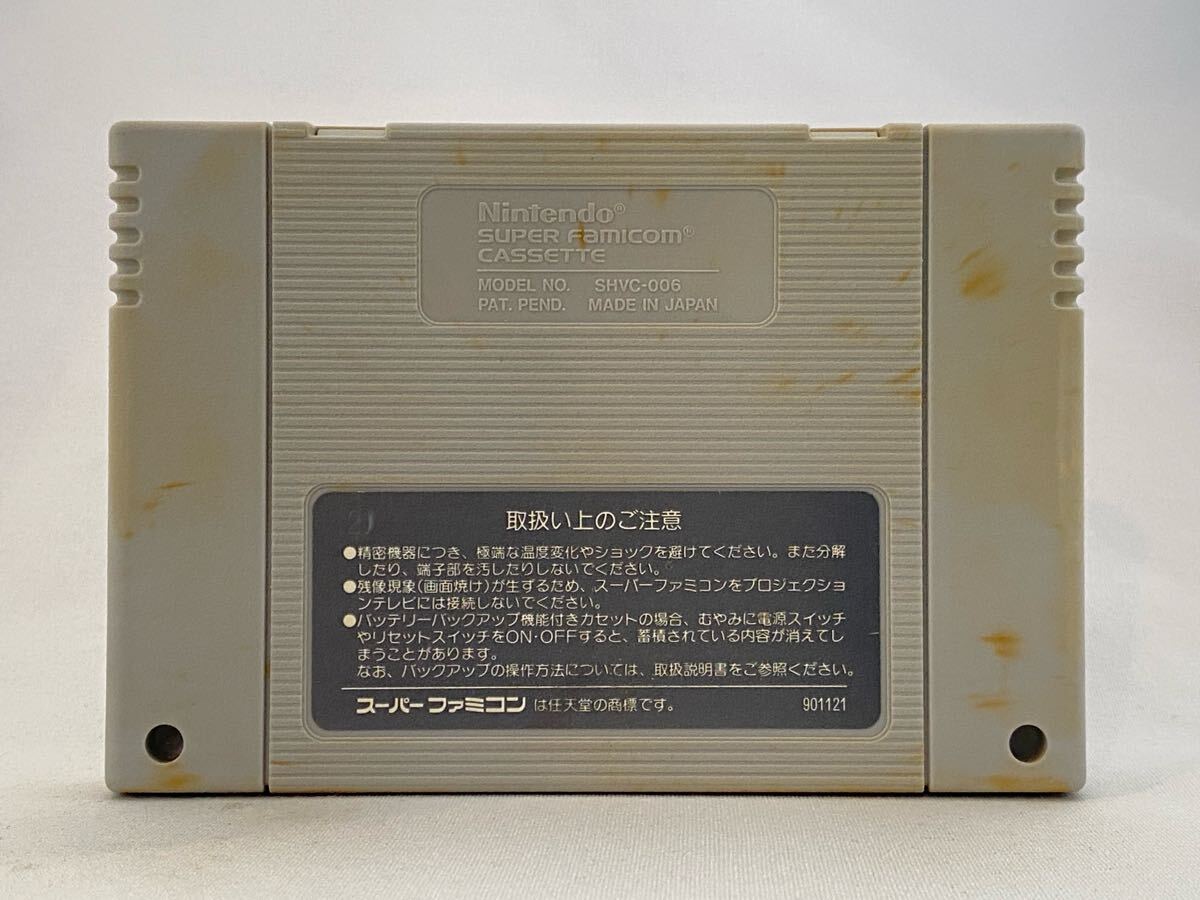 Nintendo®
SUPER FAMICOM®
CASSETTE
MODEL NO. SHVC-006
PAT. PEND. MADE IN JAPAN
取扱い上のご注意
●精密機器につき、極端な温度変化やショックを避けてください。また分解
したり、端子部を汚したりしないでください。
●残像現象(画面焼け)が生ずるため、スーパーファミコンをプロジェクショ
ンテレビには接続しないでください。
●バッテリーバックアップ機能付きカセットの場合、むやみに電源スイッチ
やリセットスイッチをON・OFFすると、蓄積されている内容が消えてし
まうことがあります。
なお、バックアップの操作方法については、取扱説明書をご参照ください。
スーパーファミコンは任天堂の商標です。 901121